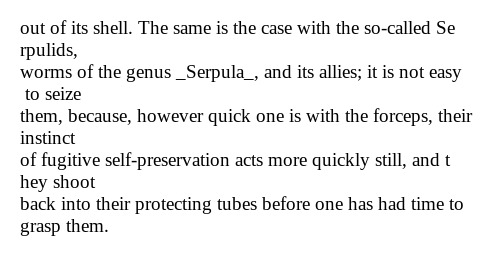 out of its shell. The same is the case with the so-called Se
rpulids,
worms of the genus _Serpula_, and its allies; it is not easy
 to seize
them, because, however quick one is with the forceps, their
instinct
of fugitive self-preservation acts more quickly still, and t
hey shoot
back into their protecting tubes before one has had time to
grasp them.